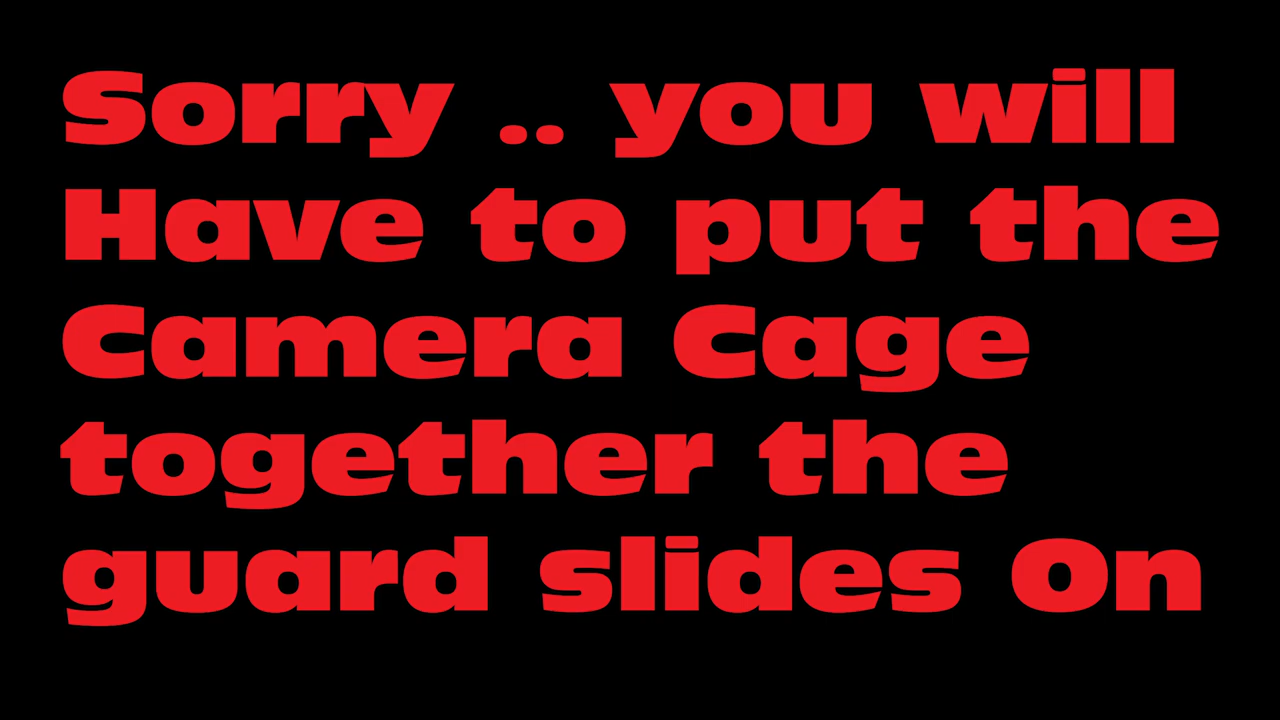 Sorry .. you will
Have to put the
Camera Cage
together the
guard slides On